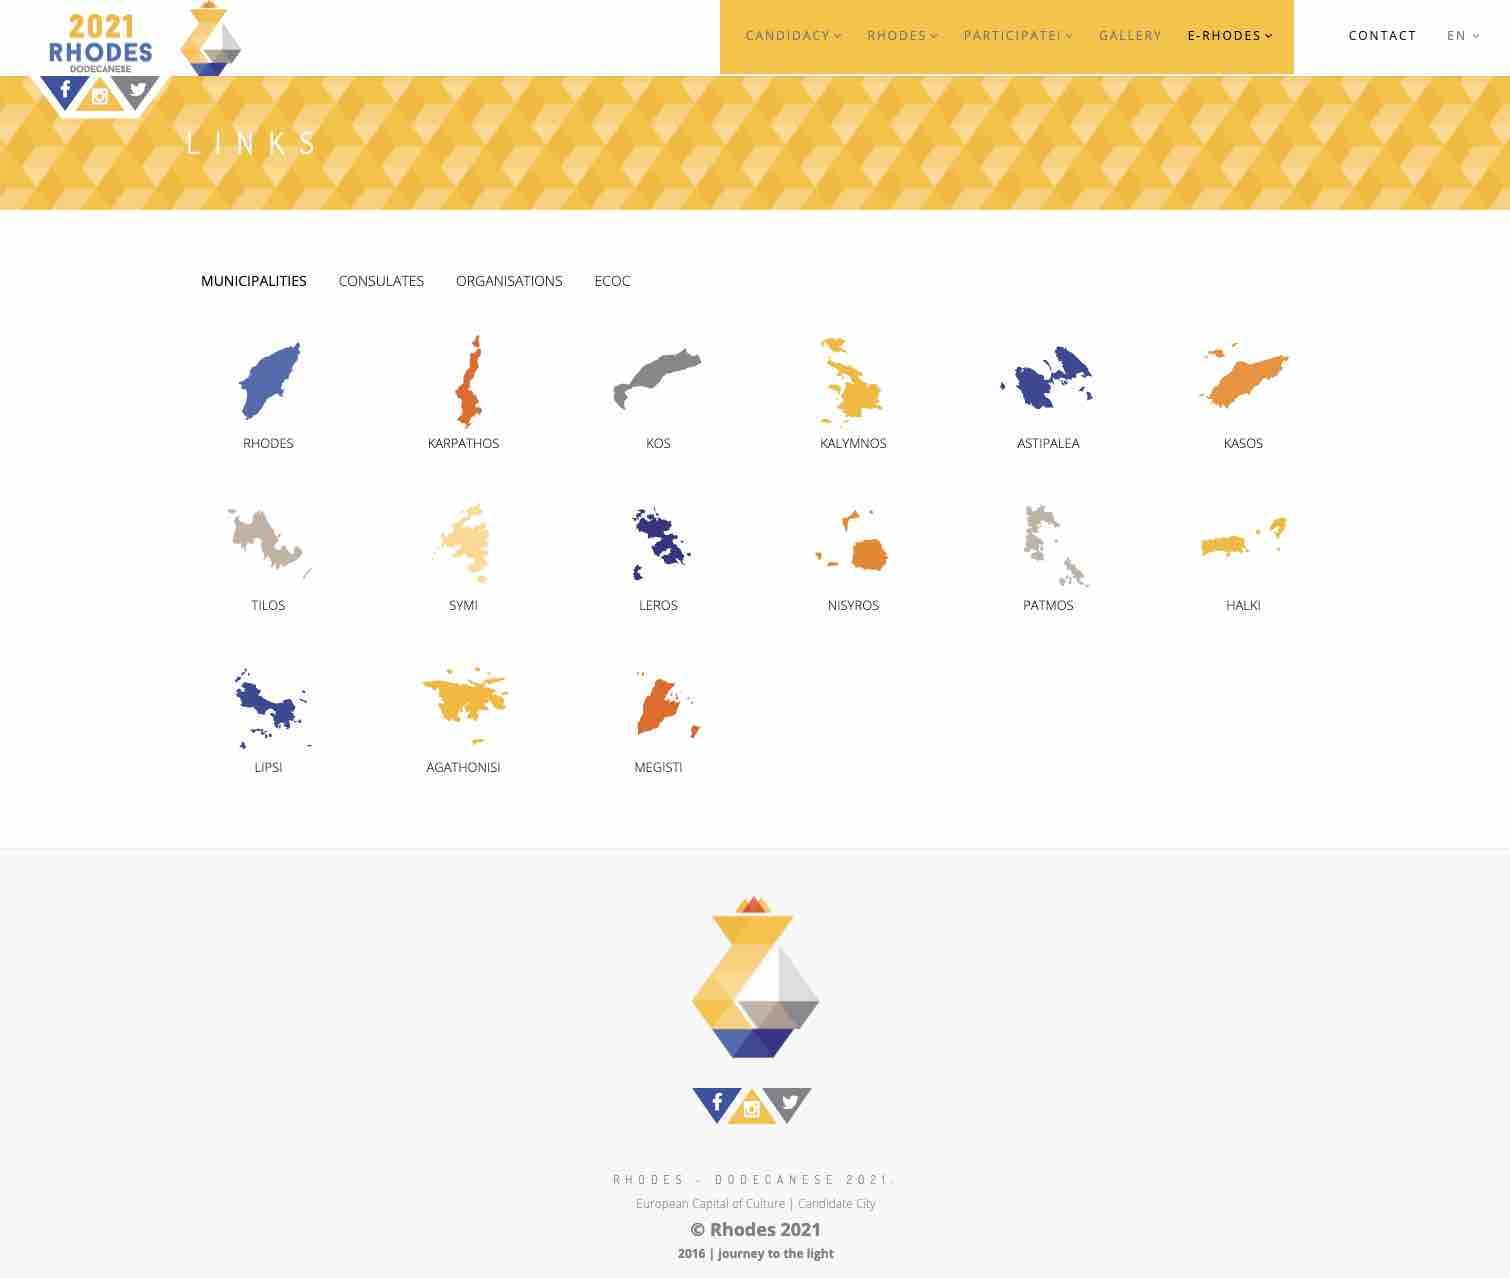 2021
RHODES
DODECANESE
CANDIDACY RHODES PARTICIPATEI GALLERY E-RHODES CONTACT EN
LINKS
MUNICIPALITIES CONSULATES ORGANISATIONS ECOC
RHODES KARPATHOS KOS KALYMNOS ASTIPALEA KASOS
TILOS SYMI LEROS NISYROS PATMOS HALKI
LIPSI AGATHONISI MEGISTI
RHODES - DODECANESE 2021.
European Capital of Culture | Candidate City
© Rhodes 2021
2016 | journey to the light